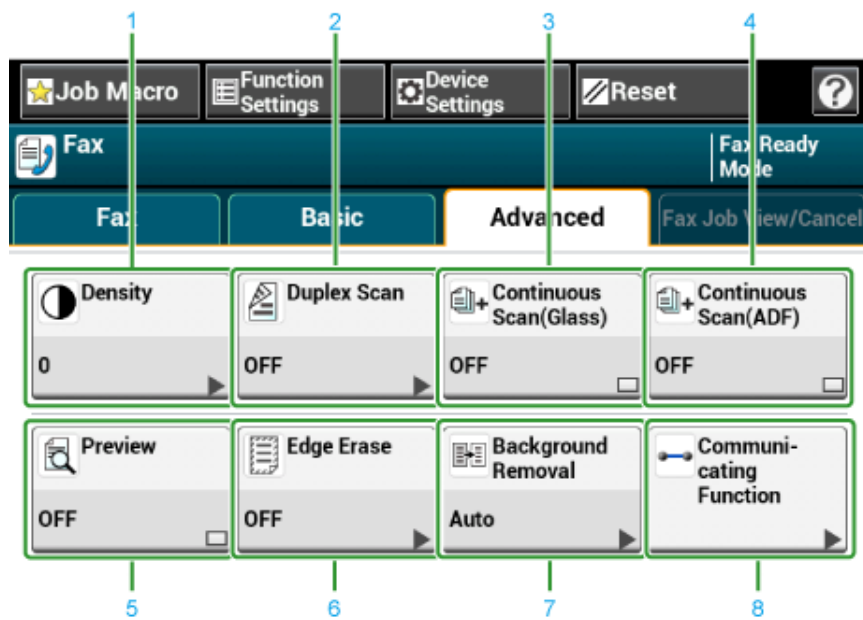 1 2 3 4
Job Macro
Function
Settings
Device
Settings
Reset
?
Fax
Fax Ready
Mode
Fax
Basic
Advanced
Fax Job View/Cancel
Density
0
Duplex Scan
OFF
Continuous
Scan(Glass)
OFF
Continuous
Scan(ADF)
OFF
Preview
OFF
Edge Erase
OFF
Background
Removal
Auto
Communi-
cating
Function
5 6 7 8